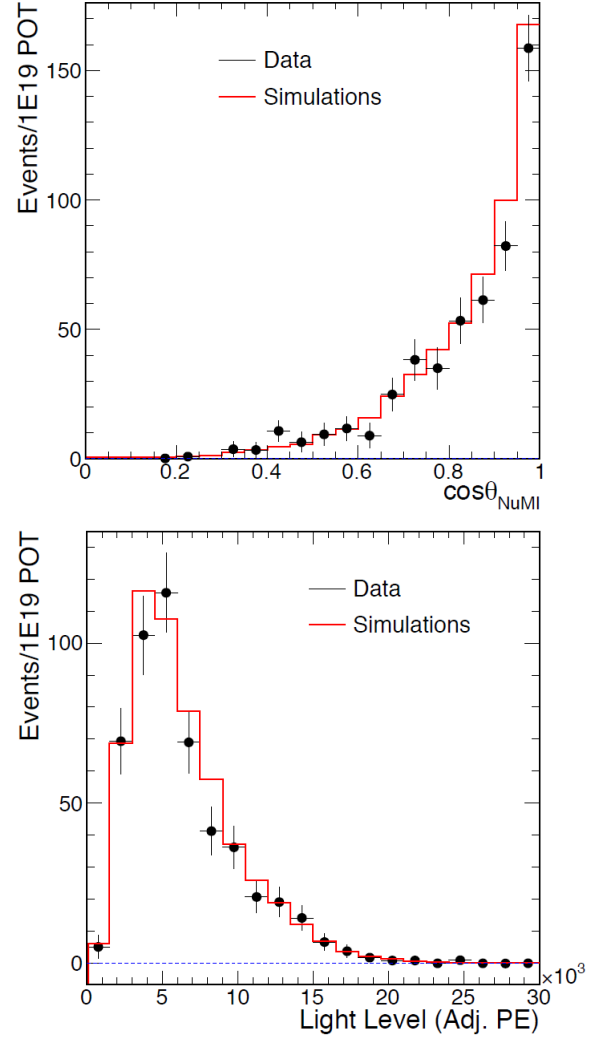 Events/1E19 POT
150
100
50
0
Data
Simulations
0 0.2 0.4 0.6 0.8 1
cosθNuMI
Events/1E19 POT
100
50
0
Data
Simulations
0 5 10 15 20 25 30
×10³
Light Level (Adj. PE)